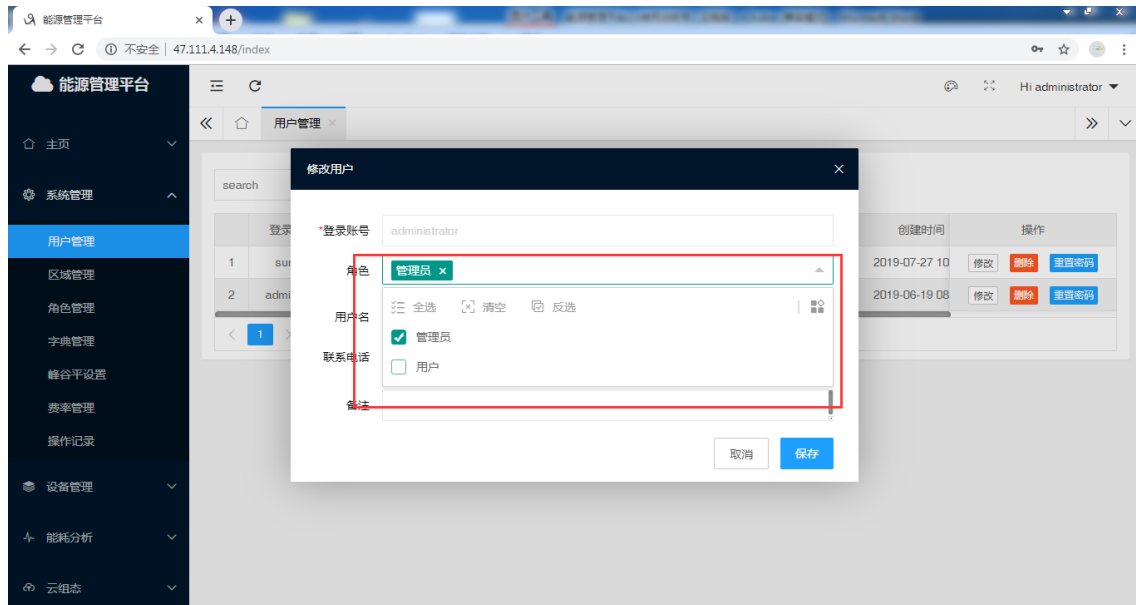 能源管理平台
不安全 | 47.111.4.148/index
能源管理平台
Hi administrator
用户管理
主页
系统管理
用户管理
区域管理
角色管理
字典管理
峰谷平设置
费率管理
操作记录
设备管理
能耗分析
云组态
search
登录
创建时间
操作
1
sur
2019-07-27 10
修改
删除
重置密码
2
admi
2019-06-19 08
修改
删除
重置密码
1
修改用户
*登录账号
administrator
角色
管理员 ×
全选
清空
反选
管理员
用户
用户名
联系电话
备注
取消
保存